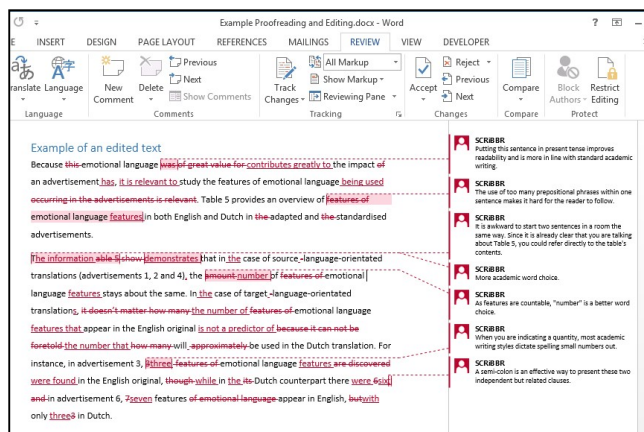 Example Proofreading and Editing.docx - Word
E INSERT DESIGN PAGE LAYOUT REFERENCES MAILINGS REVIEW VIEW DEVELOPER
anslate Language
New Comment
Delete
Previous
Next
Show Comments
Track Changes
All Markup
Show Markup
Reviewing Pane
Accept
Reject
Previous
Next
Compare
Block Authors
Restrict Editing
Language Comments Tracking Changes Compare Protect
Example of an edited text
Because this emotional language was of great value for contributes greatly to the impact of
an advertisement has, it is relevant to study the features of emotional language being used
occurring in the advertisements is relevant. Table 5 provides an overview of features of
emotional language features in both English and Dutch in the adapted and the standardised
advertisements.
The information able 5 show demonstrates that in the case of source -language-orientated
translations (advertisements 1, 2 and 4), the amount number of features of emotional
language features stays about the same. In the case of target -language-orientated
translations, it doesn't matter how many the number of features of emotional language
features that appear in the English original is not a predictor of because it can not be
foretold the number that how many will approximately be used in the Dutch translation. For
instance, in advertisement 3, 3three features of emotional language features are discovered
were found in the English original, though while in the its Dutch counterpart there were 6six;
and in advertisement 6, 7seven features of emotional language appear in English, butwith
only three3 in Dutch.
SCRiBBR
Putting this sentence in present tense improves
readability and is more in line with standard academic
writing.
SCRiBBR
The use of too many prepositional phrases within one
sentence makes it hard for the reader to follow.
SCRiBBR
It is awkward to start two sentences in a room the
same way. Since it is already clear that you are talking
about Table 5, you could refer directly to the table's
contents.
SCRiBBR
More academic word choice.
SCRiBBR
As features are countable, "number" is a better word
choice.
SCRiBBR
When you are indicating a quantity, most academic
writing styles dictate spelling small numbers out.
SCRiBBR
A semi-colon is an effective way to present these two
independent but related clauses.